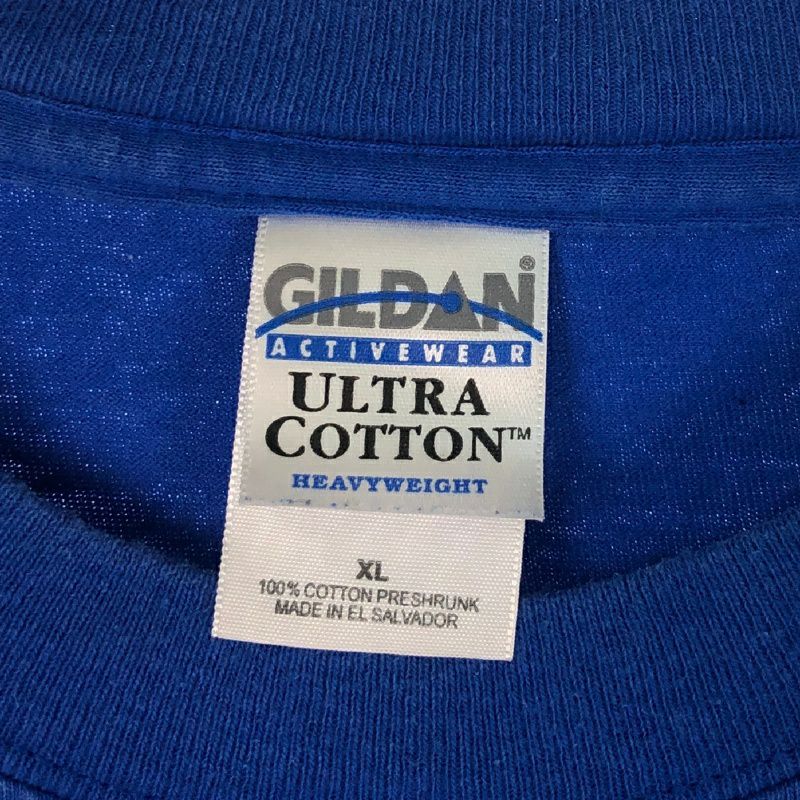 GILDAN®
ACTIVEWEAR
ULTRA
COTTON™
HEAVYWEIGHT
XL
100% COTTON PRESHRUNK
MADE IN EL SALVADOR